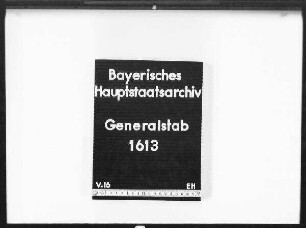 Bayerisches
Hauptstaatsarchiv
Generalstab
1613
V-16 EH